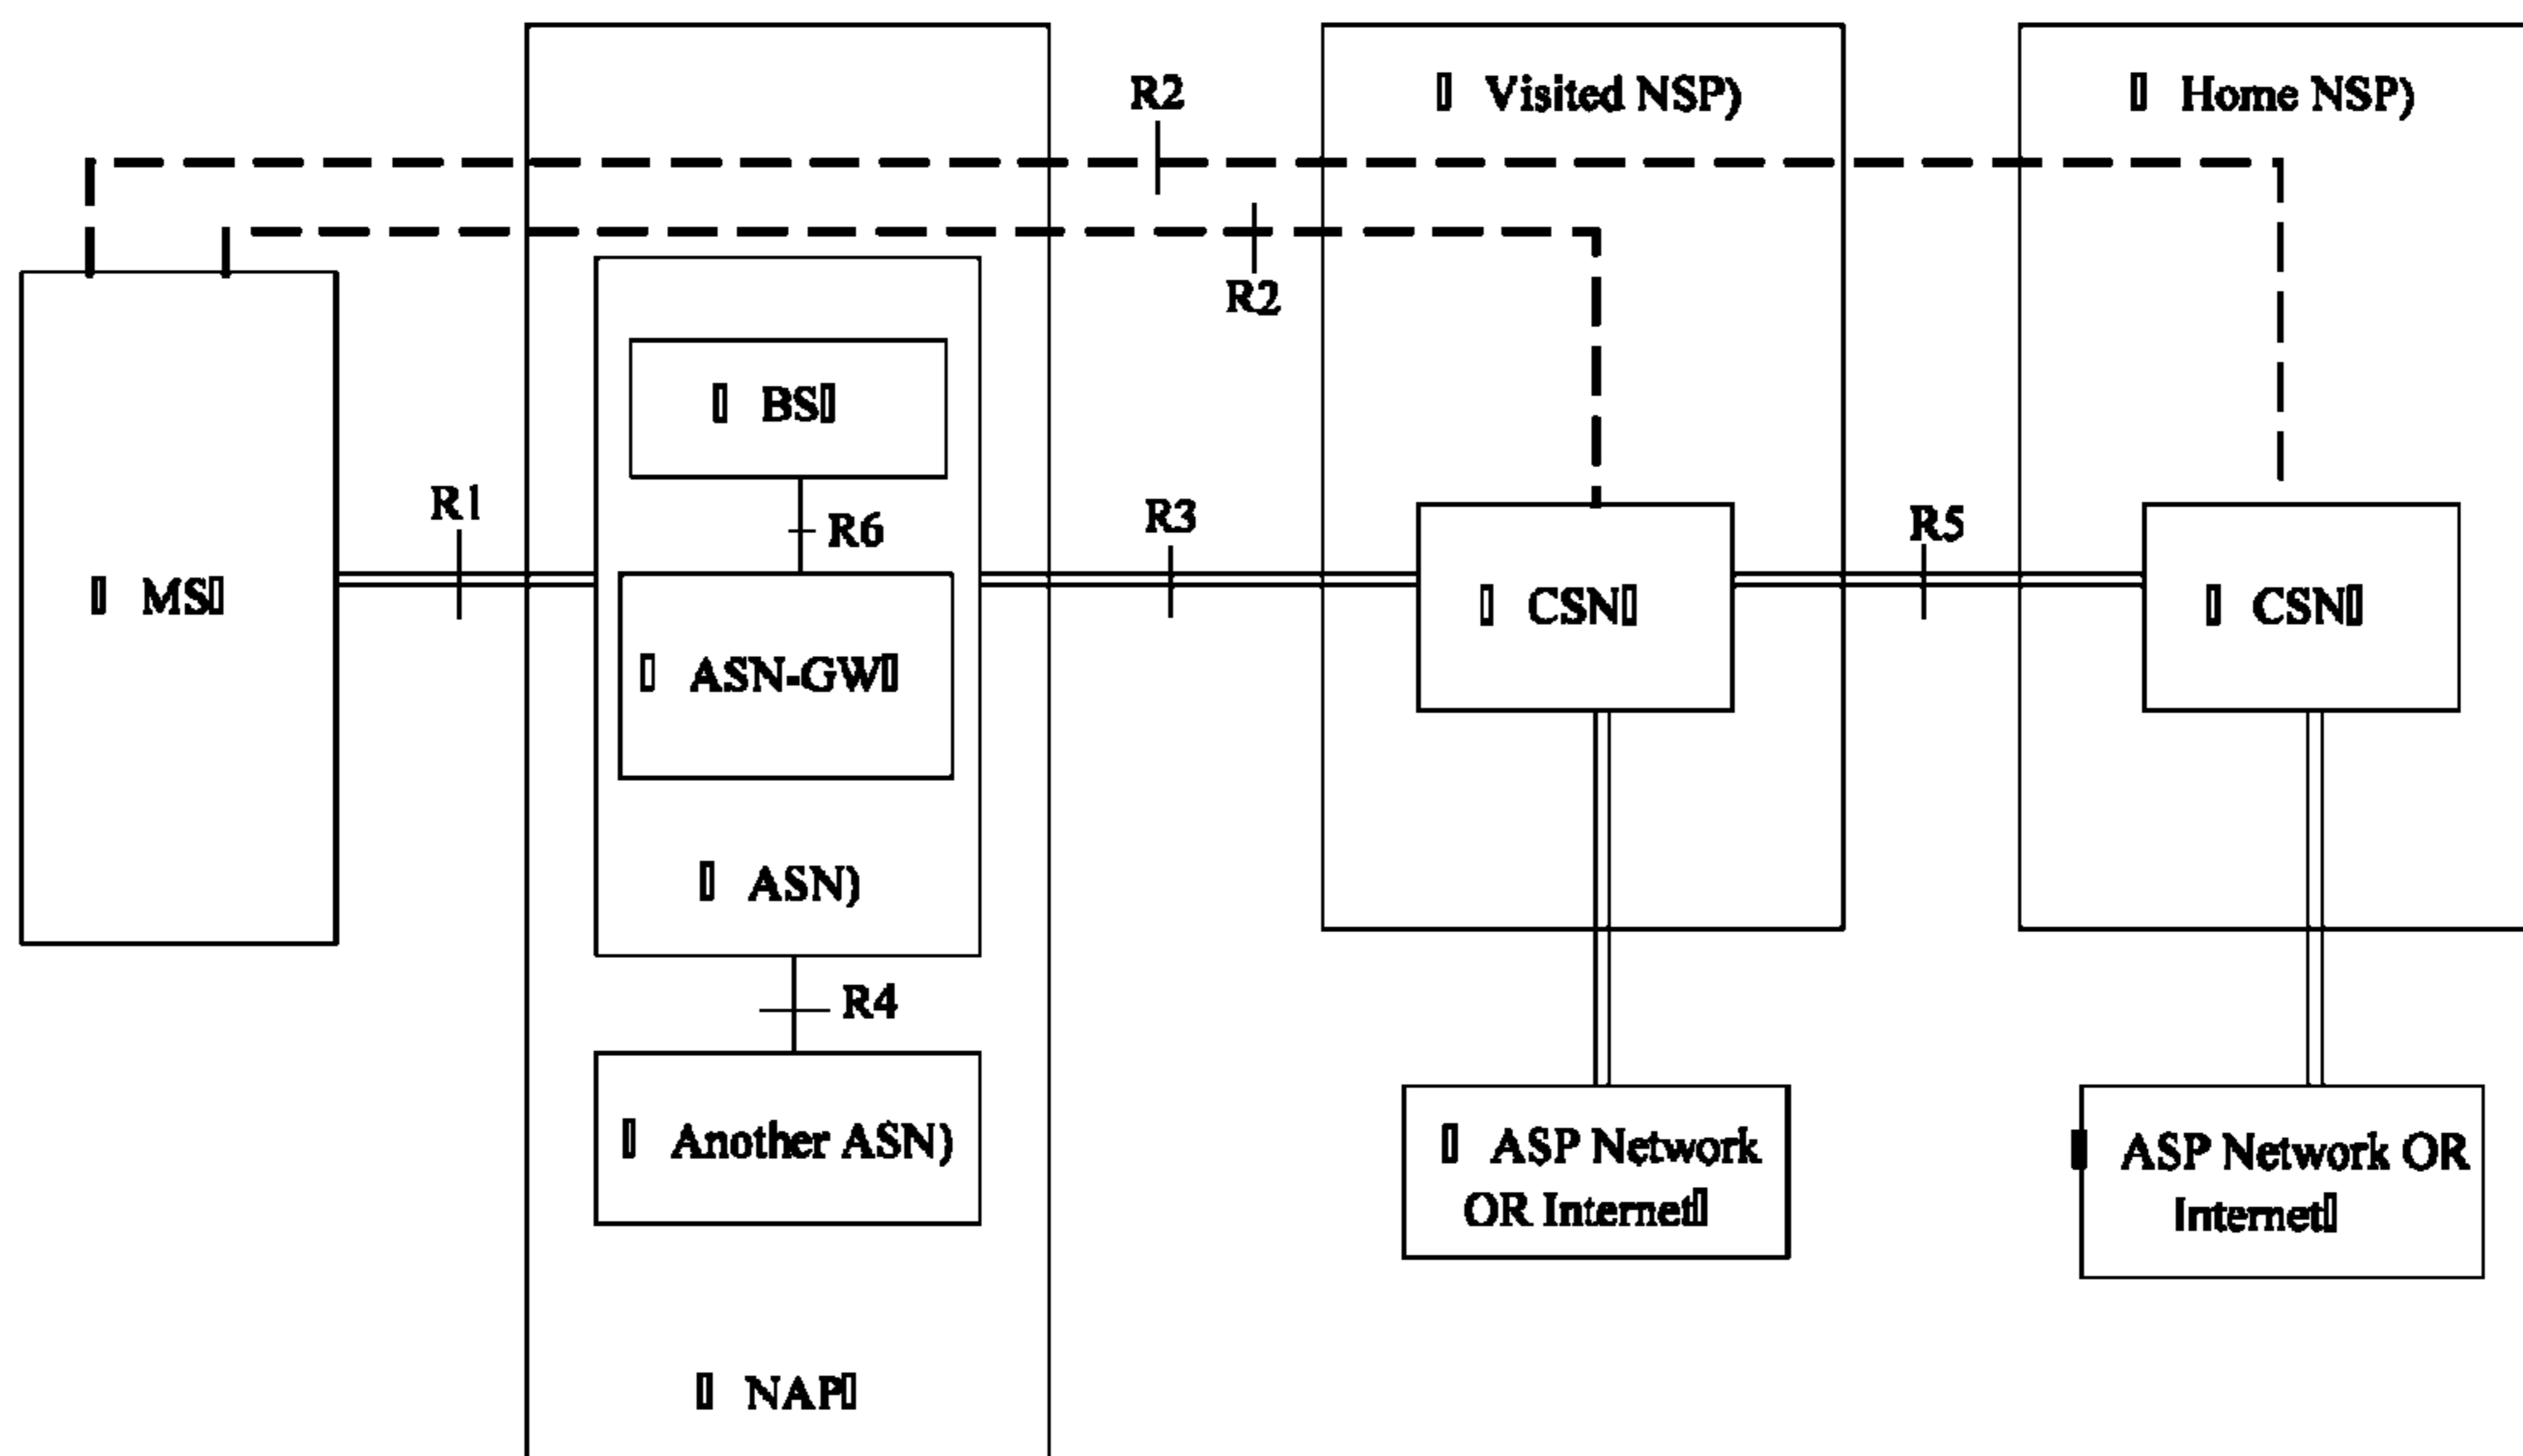 R2
Visited NSP)
Home NSP)
R2
BS
R1
R6
R3
R5
MS
ASN-GW
CSN
CSN
ASN)
R4
Another ASN)
ASP Network
OR Internet
ASP Network OR
Internet
NAP